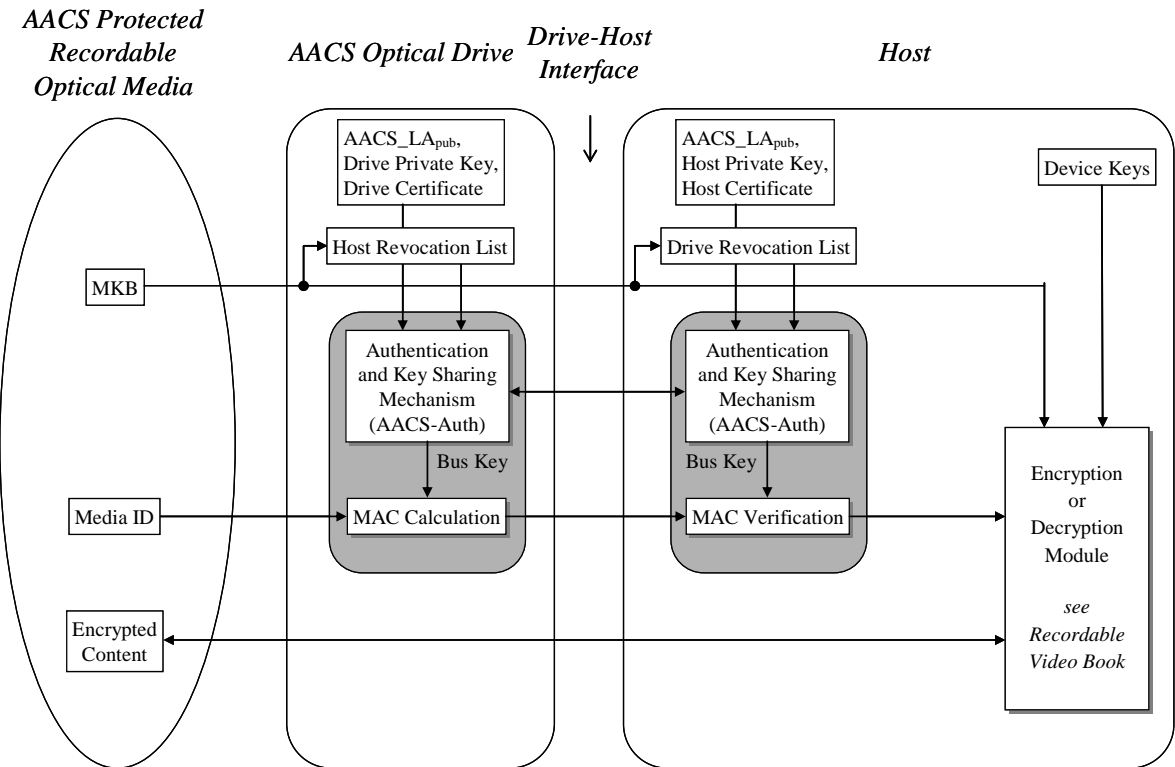 AACS Protected
Recordable
Optical Media
AACS Optical Drive
Drive-Host
Interface
Host
AACS_LApub,
Drive Private Key,
Drive Certificate
AACS_LApub,
Host Private Key,
Host Certificate
Device Keys
Host Revocation List
Drive Revocation List
MKB
Authentication
and Key Sharing
Mechanism
(AACS-Auth)
Authentication
and Key Sharing
Mechanism
(AACS-Auth)
Bus Key
Bus Key
Media ID
MAC Calculation
MAC Verification
Encryption
or
Decryption
Module
see
Recordable
Video Book
Encrypted
Content